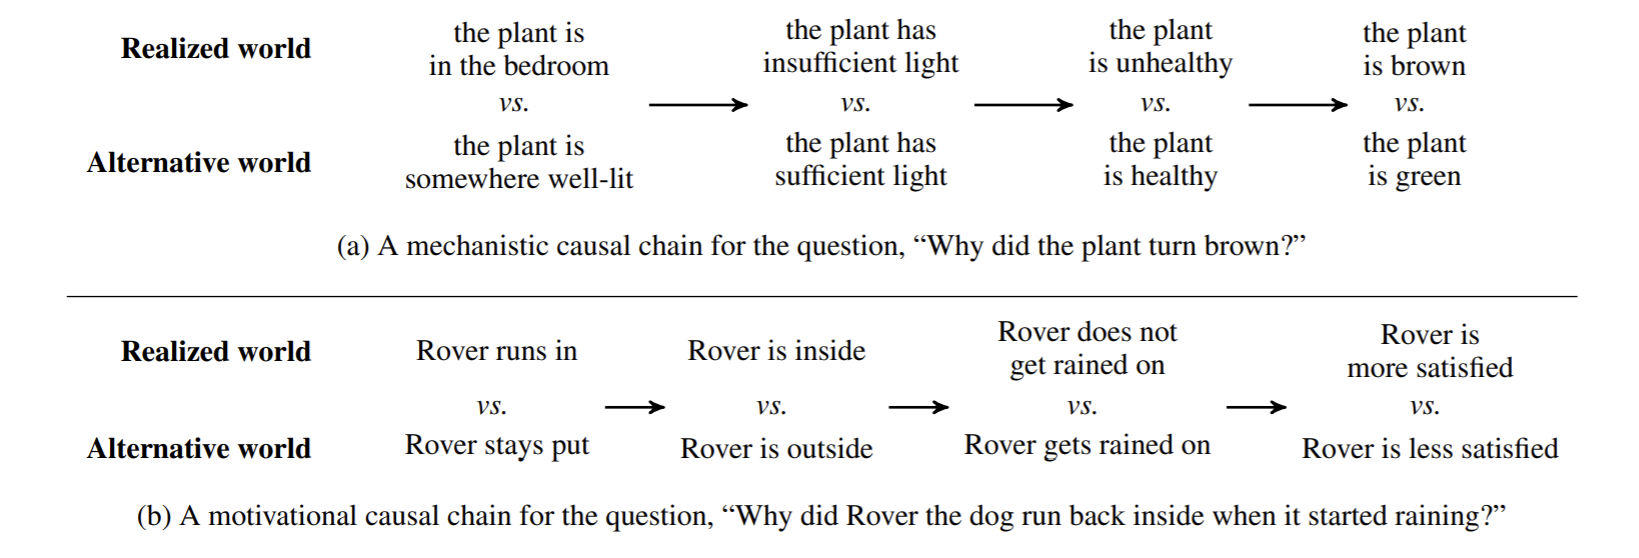 Realized world
the plant is
in the bedroom
the plant has
insufficient light
the plant
is unhealthy
the plant
is brown
vs.
vs.
vs.
vs.
Alternative world
the plant is
somewhere well-lit
the plant has
sufficient light
the plant
is healthy
the plant
is green
(a) A mechanistic causal chain for the question, “Why did the plant turn brown?”
Realized world
Rover runs in
Rover is inside
Rover does not
get rained on
Rover is
more satisfied
vs.
vs.
vs.
vs.
Alternative world
Rover stays put
Rover is outside
Rover gets rained on
Rover is less satisfied
(b) A motivational causal chain for the question, “Why did Rover the dog run back inside when it started raining?”